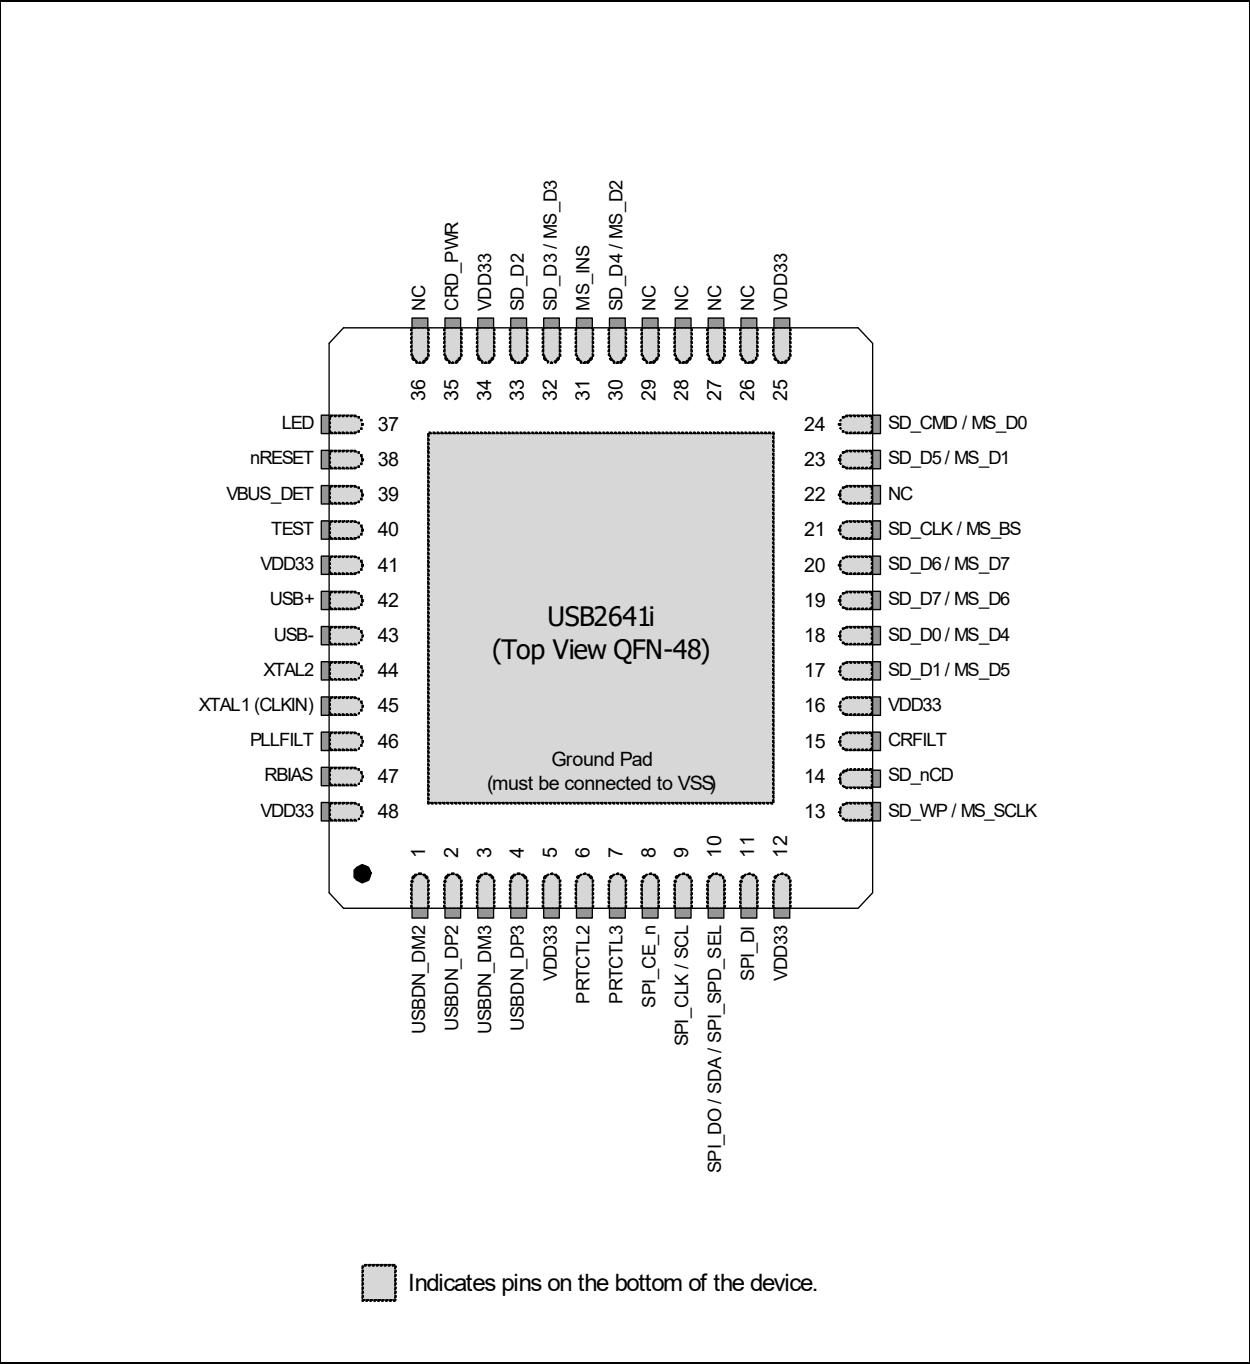 NC
CRD_PWR
VDD33
SD_D2
SD_D3 / MS_D3
MS_INS
SD_D4 / MS_D2
NC
NC
NC
NC
VDD33
36
35
34
33
32
31
30
29
28
27
26
25
LED 37
nRESET 38
VBUS_DET 39
TEST 40
VDD33 41
USB+ 42
USB- 43
XTAL2 44
XTAL1 (CLKIN) 45
PLLFILT 46
RBIAS 47
VDD33 48
24 SD_CMD / MS_D0
23 SD_D5 / MS_D1
22 NC
21 SD_CLK / MS_BS
20 SD_D6 / MS_D7
19 SD_D7 / MS_D6
18 SD_D0 / MS_D4
17 SD_D1 / MS_D5
16 VDD33
15 CRFILT
14 SD_nCD
13 SD_WP / MS_SCLK
USB2641i
(Top View QFN-48)
Ground Pad
(must be connected to VSS)
1
2
3
4
5
6
7
8
9
10
11
12
USBDN_DM2
USBDN_DP2
USBDN_DM3
USBDN_DP3
VDD33
PRTCTL2
PRTCTL3
SPI_CE_n
SPI_CLK / SCL
SPI_DO / SDA / SPI_SPD_SEL
SPI_DI
VDD33
Indicates pins on the bottom of the device.